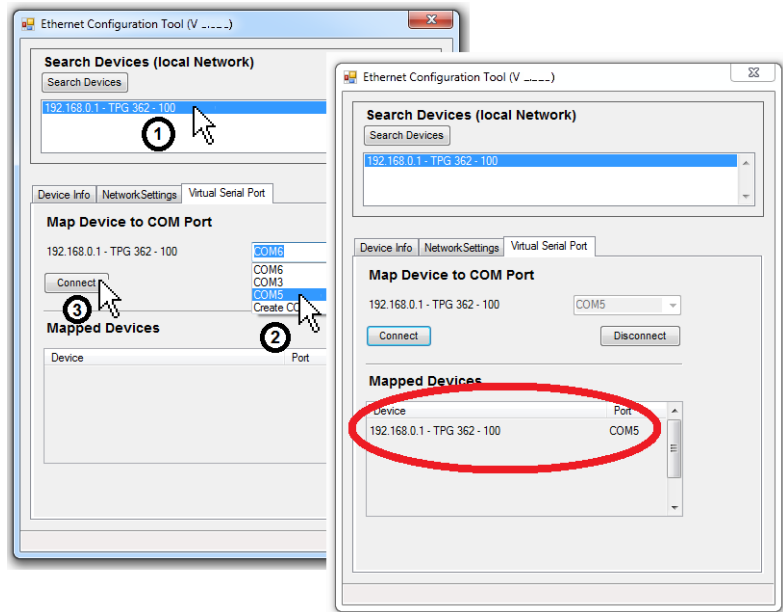 Ethernet Configuration Tool (V _.___)
Search Devices (local Network)
Search Devices
192.168.0.1 - TPG 362 - 100
1
Device Info NetworkSettings Virtual Serial Port
Map Device to COM Port
192.168.0.1 - TPG 362 - 100 COM6
COM6
COM3
COM5
Connect
Create CO
3
2
Mapped Devices
Device Port
Ethernet Configuration Tool (V _.___)
Search Devices (local Network)
Search Devices
192.168.0.1 - TPG 362 - 100
Device Info NetworkSettings Virtual Serial Port
Map Device to COM Port
192.168.0.1 - TPG 362 - 100 COM5
Connect Disconnect
Mapped Devices
Device Port
192.168.0.1 - TPG 362 - 100 COM5